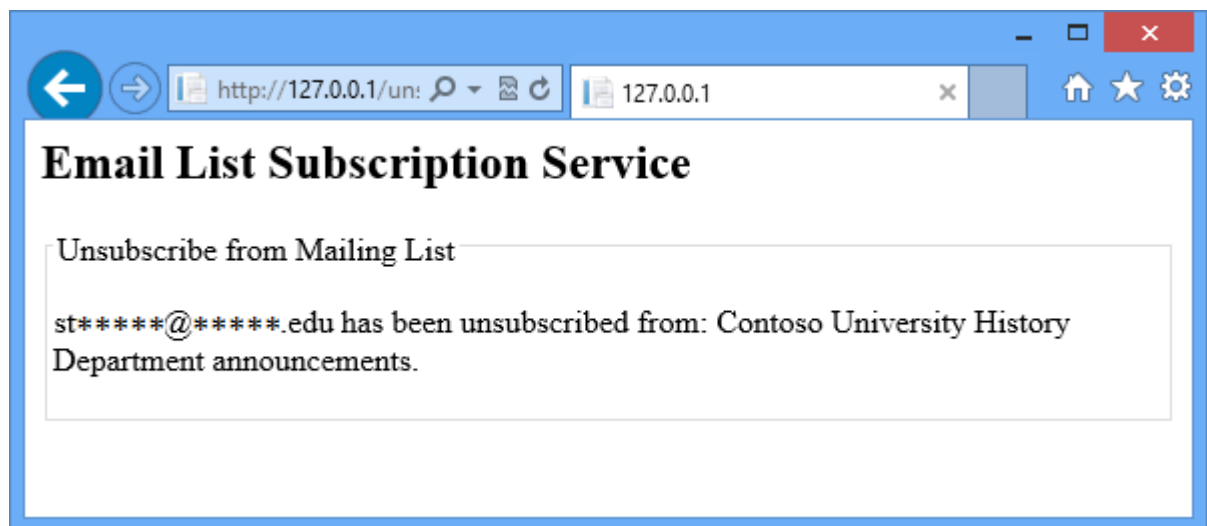 http://127.0.0.1/un:
127.0.0.1
Email List Subscription Service
Unsubscribe from Mailing List
st*****@*****.edu has been unsubscribed from: Contoso University History
Department announcements.